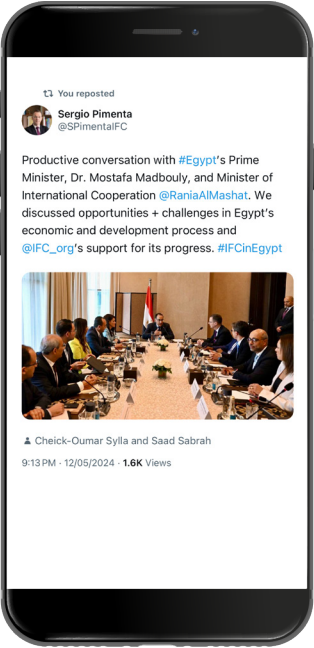 You reposted
Sergio Pimenta
@SPimentaIFC
Productive conversation with #Egypt's Prime
Minister, Dr. Mostafa Madbouly, and Minister of
International Cooperation @RaniaAlMashat. We
discussed opportunities + challenges in Egypt's
economic and development process and
@IFC_org's support for its progress. #IFCinEgypt
Cheick-Oumar Sylla and Saad Sabrah
9:13 PM · 12/05/2024 · 1.6K Views